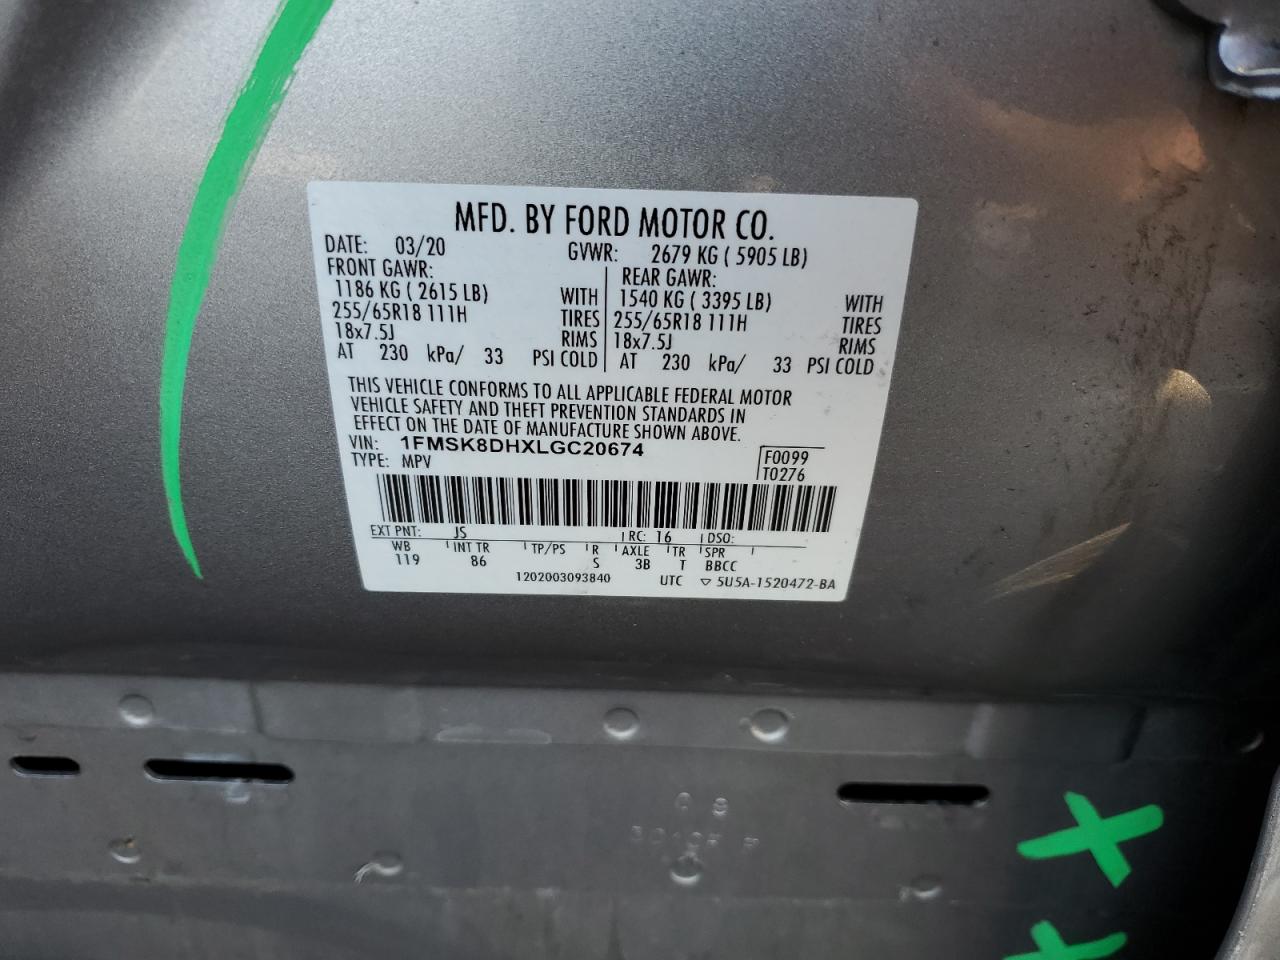 MFD. BY FORD MOTOR CO.
DATE: 03/20 GVWR: 2679 KG ( 5905 LB)
FRONT GAWR: REAR GAWR:
1186 KG ( 2615 LB) WITH 1540 KG ( 3395 LB) WITH
255/65R18 111H TIRES 255/65R18 111H TIRES
18x7.5J RIMS 18x7.5J RIMS
AT 230 kPa/ 33 PSI COLD AT 230 kPa/ 33 PSI COLD
THIS VEHICLE CONFORMS TO ALL APPLICABLE FEDERAL MOTOR
VEHICLE SAFETY AND THEFT PREVENTION STANDARDS IN
EFFECT ON THE DATE OF MANUFACTURE SHOWN ABOVE.
VIN: 1FMSK8DHXLGC20674
TYPE: MPV
F0099
T0276
EXT PNT: JS RC: 16 DSO:
WB INT TR TP/PS R AXLE TR SPR
119 86 S 3B T BBCC
1202003093840 UTC ▽ 5U5A-1520472-BA